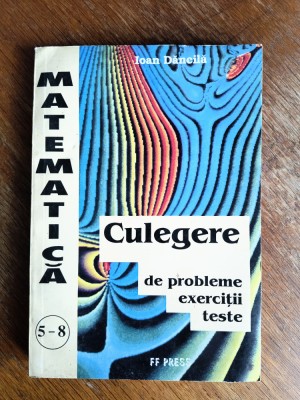 Ioan Dăncilă
MATEMATICĂ
Culegere
de probleme
exerciții
teste
5-8
FF PRESS